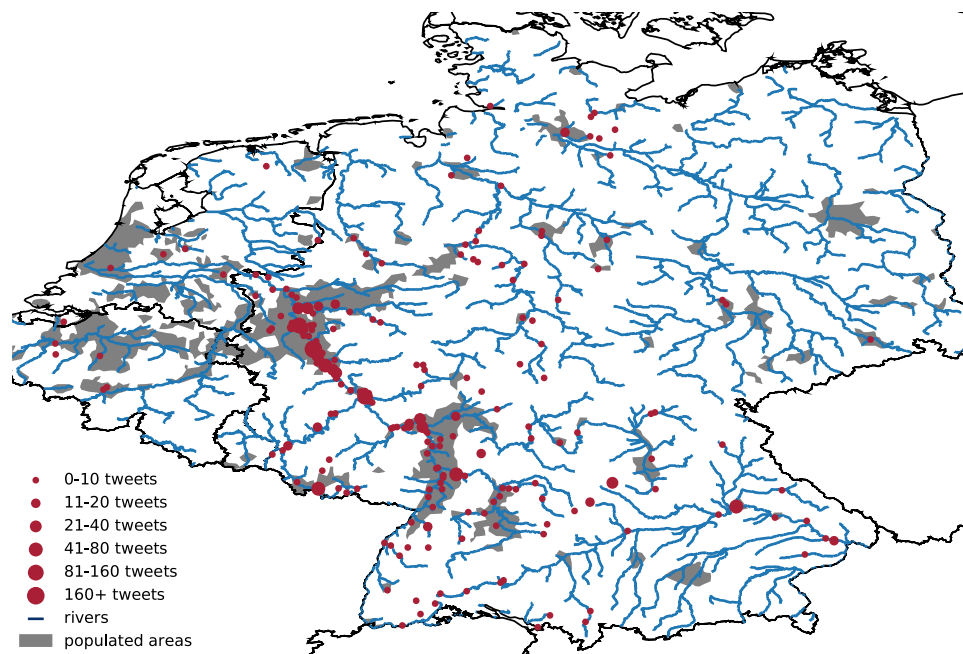 0-10 tweets
11-20 tweets
21-40 tweets
41-80 tweets
81-160 tweets
160+ tweets
rivers
populated areas